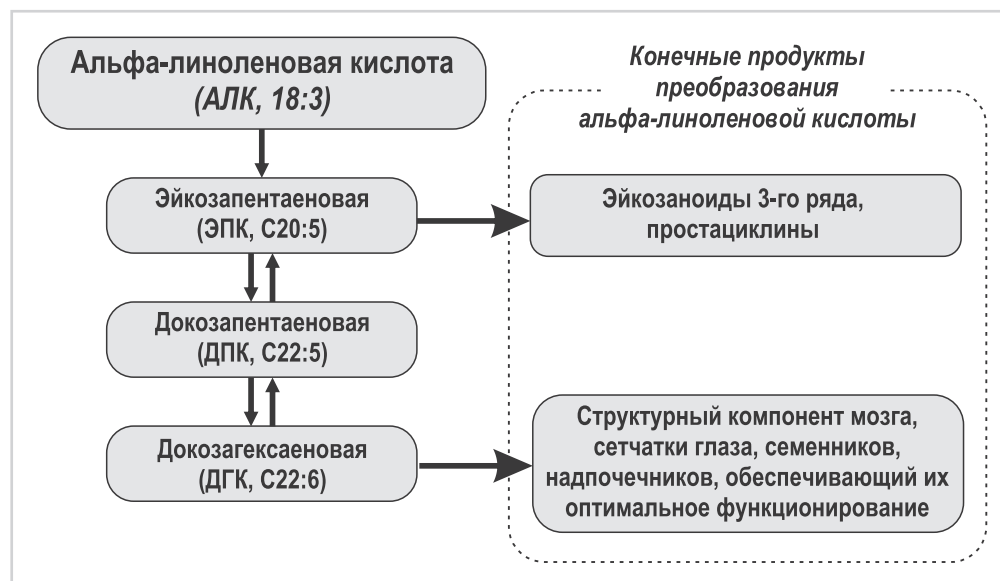 Альфа-линоленовая кислота
(АЛК, 18:3)
Конечные продукты
преобразования
альфа-линоленовой кислоты
Эйкозапентаеновая
(ЭПК, С20:5)
Эйкозаноиды 3-го ряда,
простациклины
Докозапентаеновая
(ДПК, С22:5)
Докозагексаеновая
(ДГК, С22:6)
Структурный компонент мозга,
сетчатки глаза, семенников,
надпочечников, обеспечивающий их
оптимальное функционирование